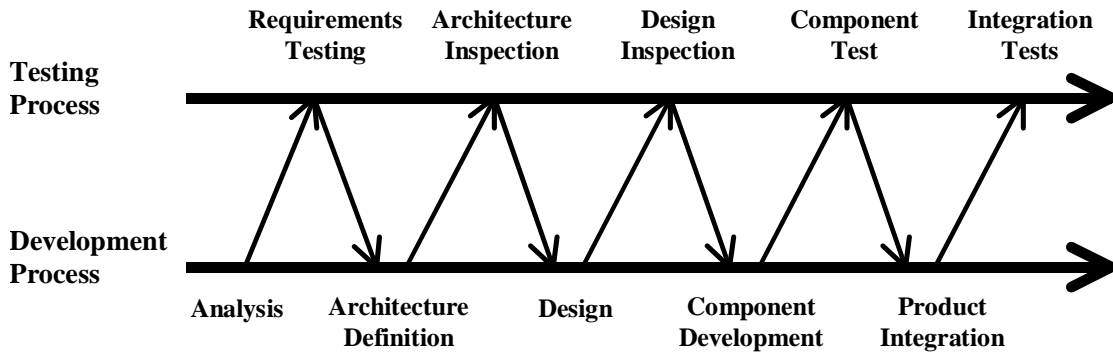 Requirements
Testing
Architecture
Inspection
Design
Inspection
Component
Test
Integration
Tests
Testing
Process
Development
Process
Analysis
Architecture
Definition
Design
Component
Development
Product
Integration